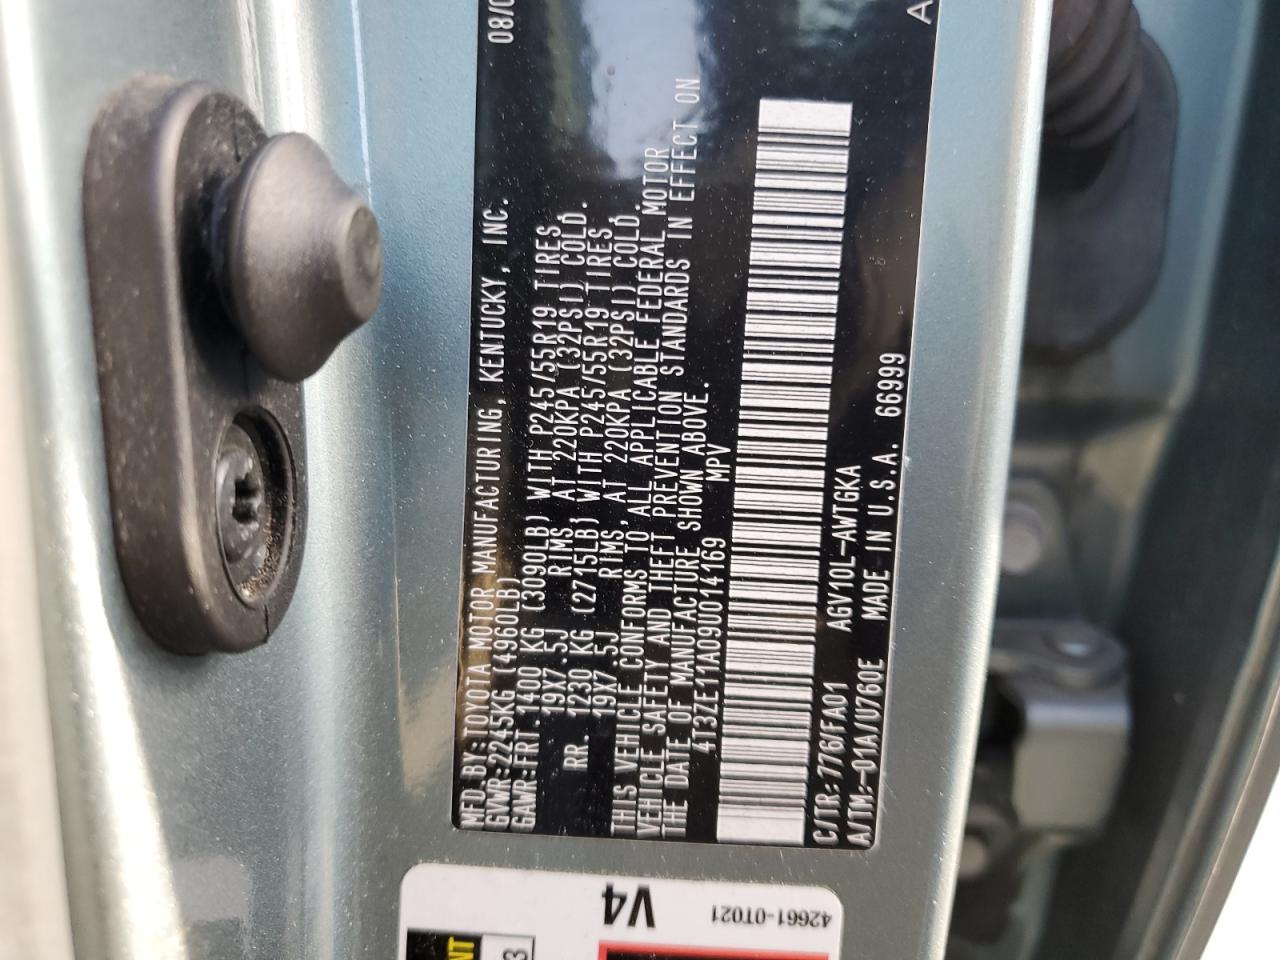 MFD.BY:TOYOTA MOTOR MANUFACTURING, KENTUCKY, INC. 08/0
GVWR:2245KG (4960LB)
GAWR:FRT.1400 KG (3090LB) WITH P245/55R19 TIRES
19X7.5J RIMS, AT 220KPA (32PSI) COLD.
RR. 1230 KG (2715LB) WITH P245/55R19 TIRES
19X7.5J RIMS, AT 220KPA (32PSI) COLD.
THIS VEHICLE CONFORMS TO ALL APPLICABLE FEDERAL MOTOR
VEHICLE SAFETY AND THEFT PREVENTION STANDARDS IN EFFECT ON
THE DATE OF MANUFACTURE SHOWN ABOVE.
4T3ZE11A09U014169 MPV
C/TR:776/FA01 AGV10L-AWTGKA
A/TM:-01A/U760E MADE IN U.S.A. 66999 A
V4
42661-0T021
NT
3